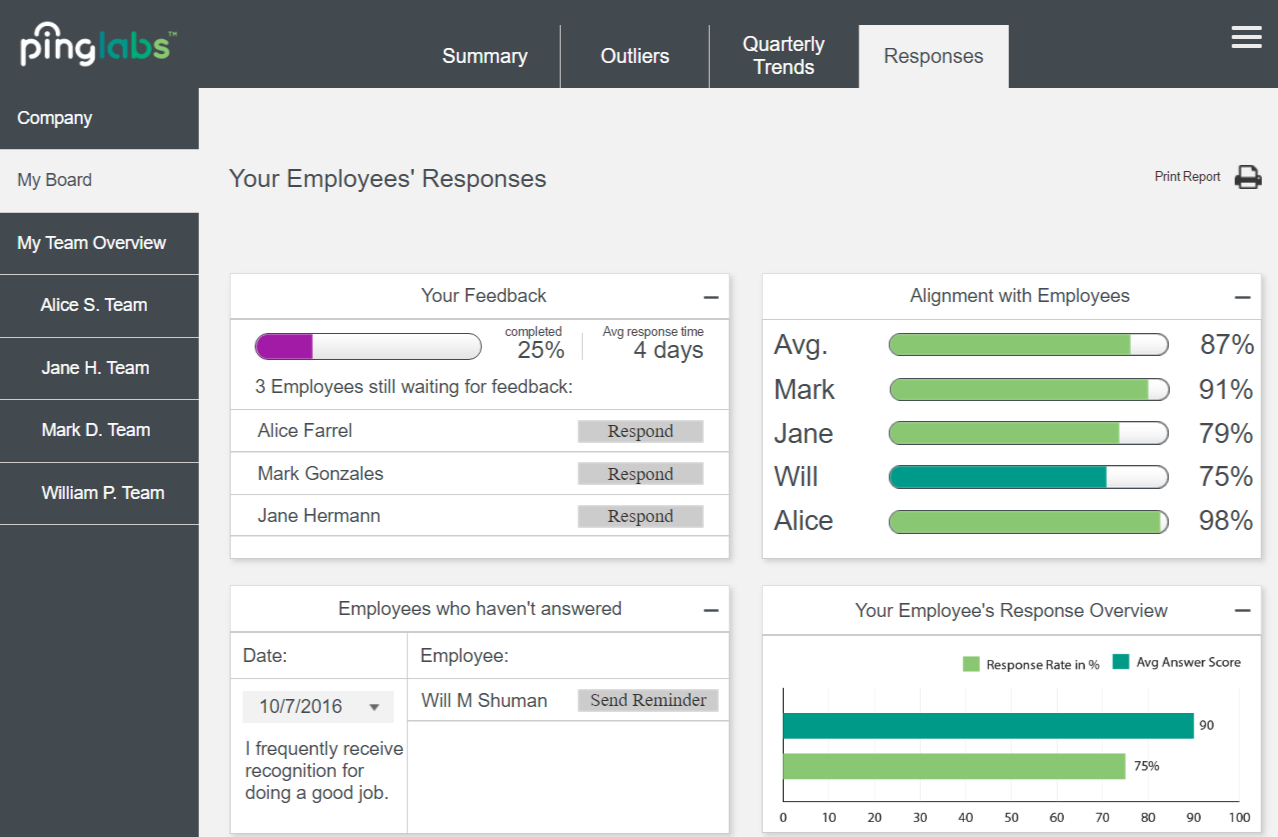 pinglabs™
Summary
Outliers
Quarterly
Trends
Responses
Company
My Board
My Team Overview
Alice S. Team
Jane H. Team
Mark D. Team
William P. Team
Your Employees' Responses
Print Report
Your Feedback
completed
25%
Avg response time
4 days
3 Employees still waiting for feedback:
Alice Farrel
Respond
Mark Gonzales
Respond
Jane Hermann
Respond
Alignment with Employees
Avg.
87%
Mark
91%
Jane
79%
Will
75%
Alice
98%
Employees who haven't answered
Date:
10/7/2016
I frequently receive
recognition for
doing a good job.
Employee:
Will M Shuman
Send Reminder
Your Employee's Response Overview
Response Rate in %
Avg Answer Score
90
75%
0 10 20 30 40 50 60 70 80 90 100